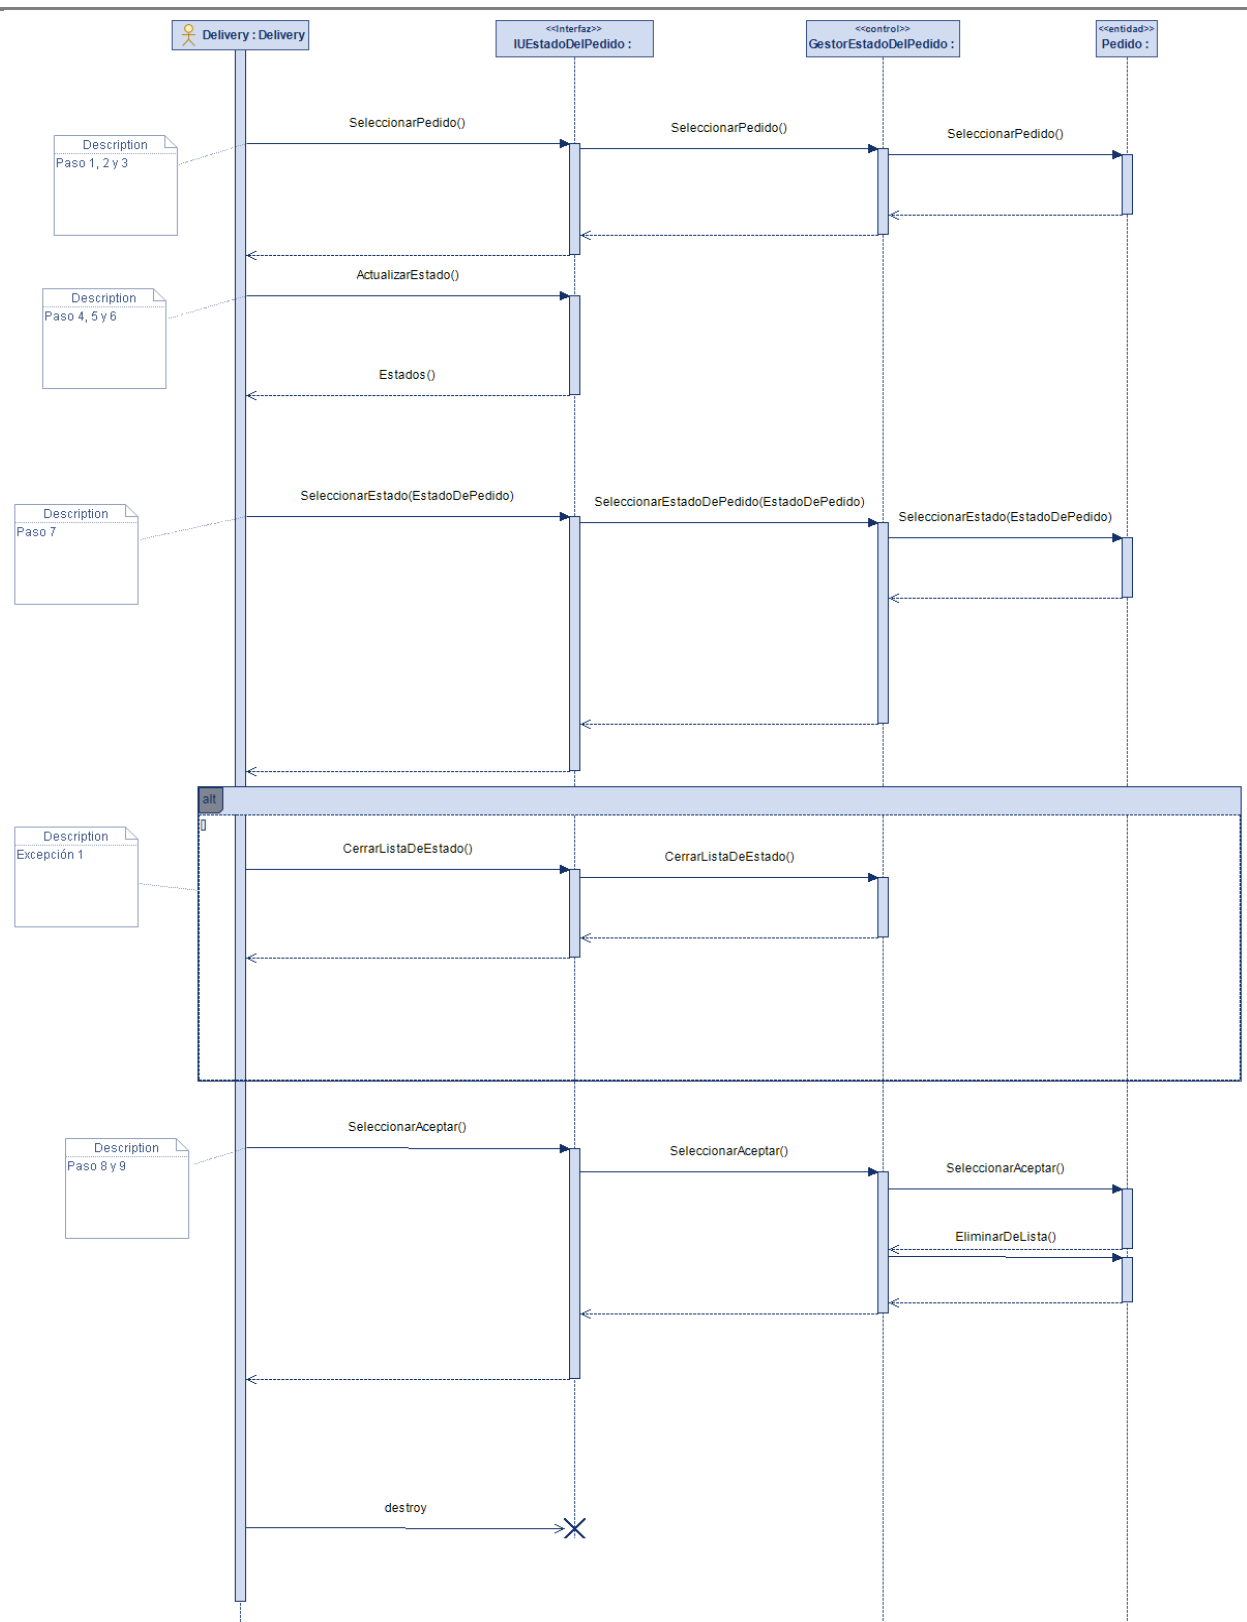 Delivery : Delivery
<<Interfaz>>
IUEstadoDelPedido :
<<control>>
GestorEstadoDelPedido :
<<entidad>>
Pedido :
SeleccionarPedido()
SeleccionarPedido()
SeleccionarPedido()
Description
Paso 1, 2 y 3
ActualizarEstado()
Description
Paso 4, 5 y 6
Estados()
SeleccionarEstado(EstadoDePedido)
SeleccionarEstadoDePedido(EstadoDePedido)
SeleccionarEstado(EstadoDePedido)
Description
Paso 7
alt
[]
Description
Excepción 1
CerrarListaDeEstado()
CerrarListaDeEstado()
SeleccionarAceptar()
Description
Paso 8 y 9
SeleccionarAceptar()
SeleccionarAceptar()
EliminarDeLista()
destroy